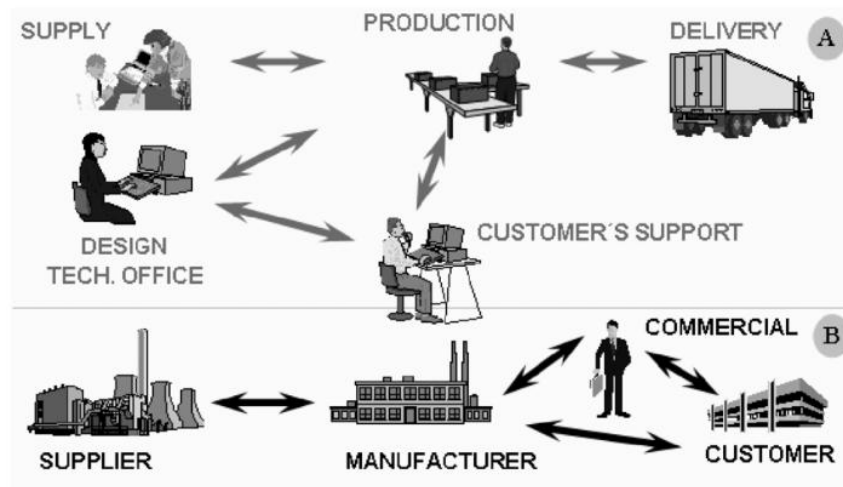 SUPPLY
PRODUCTION
DELIVERY
A
DESIGN
TECH. OFFICE
CUSTOMER´S SUPPORT
COMMERCIAL
B
SUPPLIER
MANUFACTURER
CUSTOMER